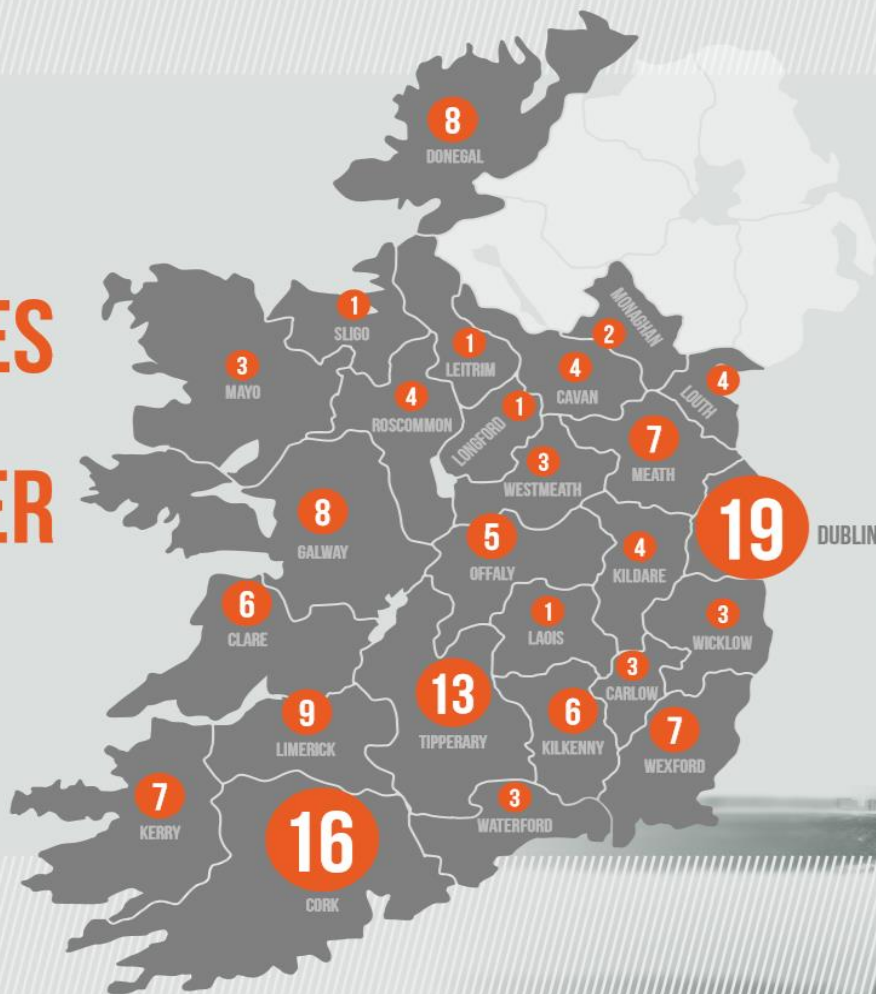 8
DONEGAL
ES
ER
1
SLIGO
3
MAYO
1
LEITRIM
2
MONAGHAN
4
CAVAN
4
LOUTH
4
ROSCOMMON
1
LONGFORD
3
WESTMEATH
7
MEATH
19
DUBLIN
8
GALWAY
5
OFFALY
4
KILDARE
6
CLARE
1
LAOIS
3
WICKLOW
3
CARLOW
13
TIPPERARY
6
KILKENNY
7
WEXFORD
9
LIMERICK
7
KERRY
3
WATERFORD
16
CORK